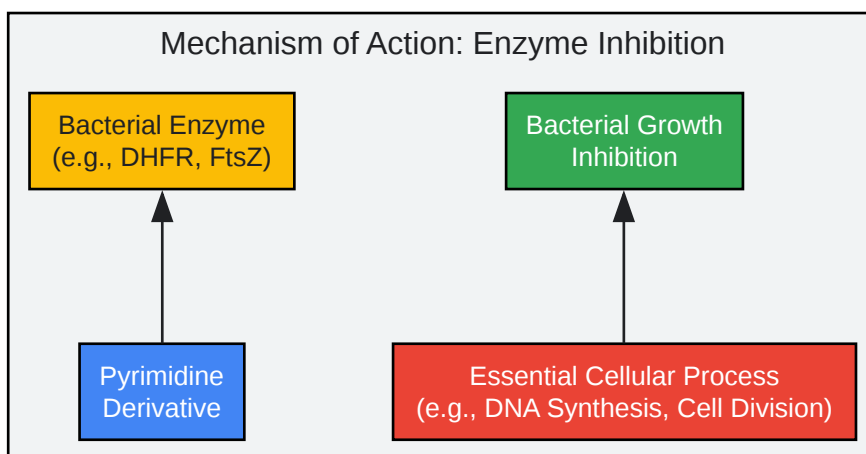 Mechanism of Action: Enzyme Inhibition
Bacterial Enzyme
(e.g., DHFR, FtsZ)
Bacterial Growth
Inhibition
Pyrimidine
Derivative
Essential Cellular Process
(e.g., DNA Synthesis, Cell Division)